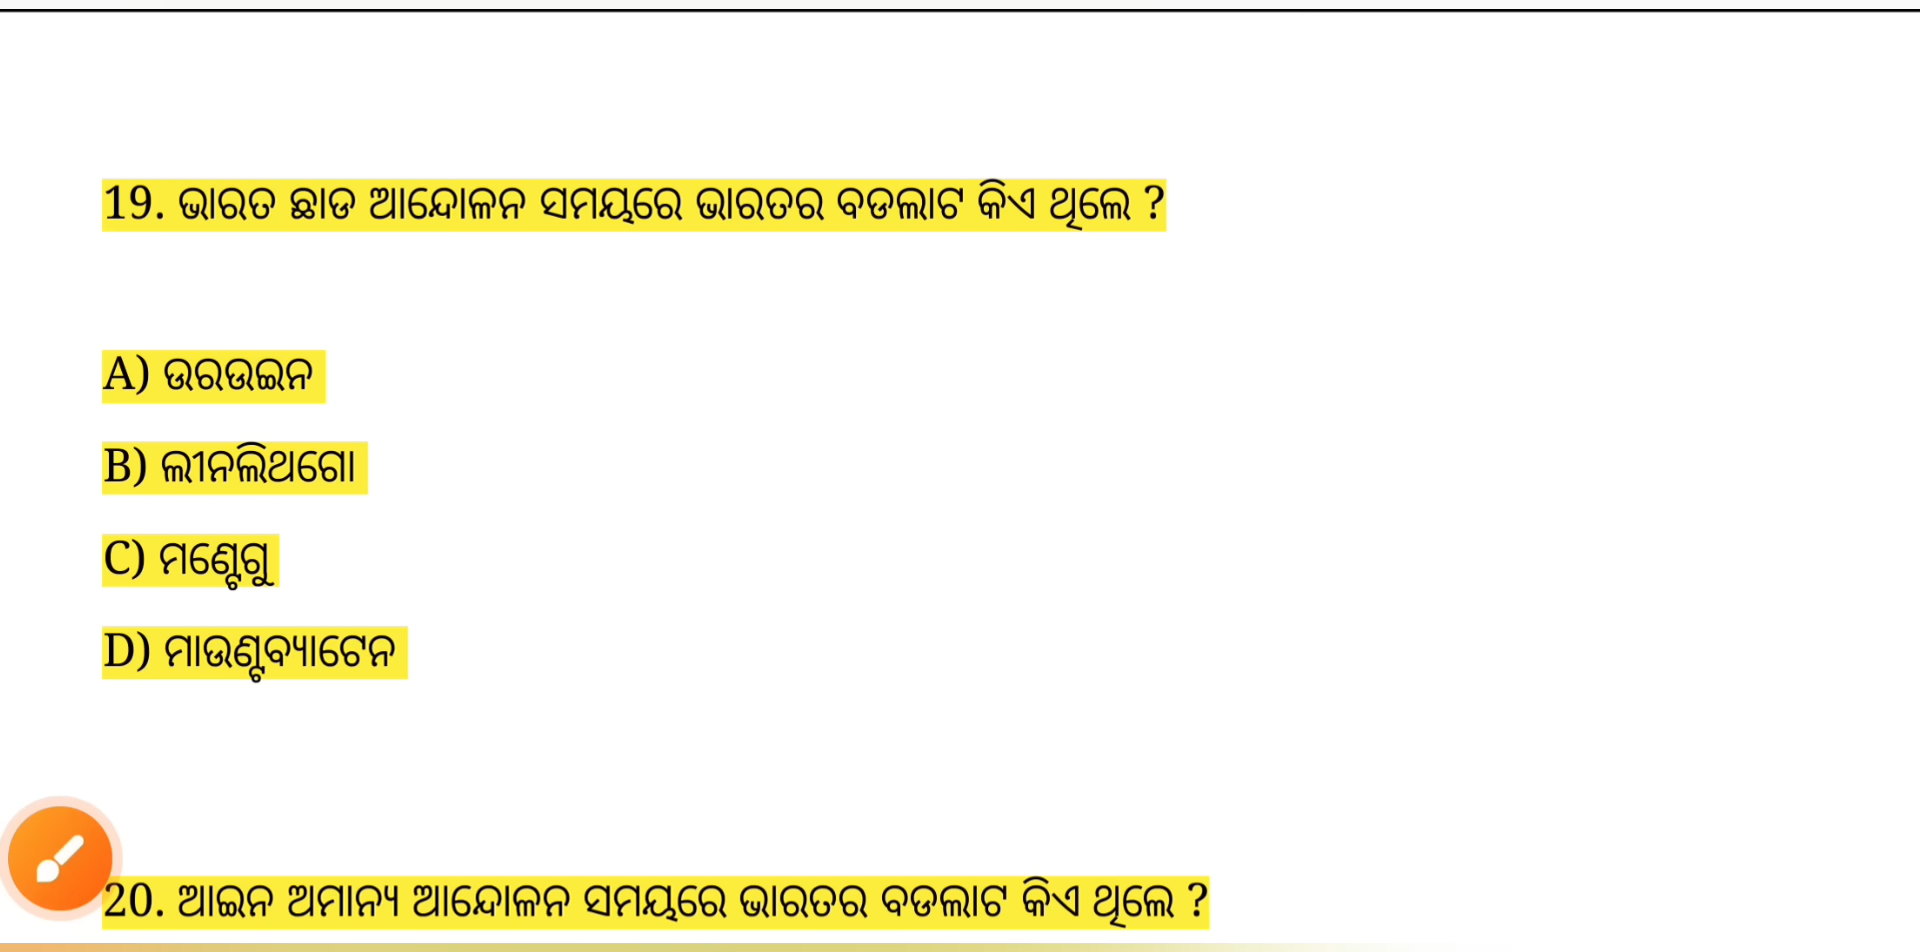 19. ଭାରତ ଛାଡ ଆନ୍ଦୋଳନ ସମୟରେ ଭାରତର ବଡଲାଟ କିଏ ଥିଲେ ?
A) ଉରଉଇନ
B) ଲୀନଲିଥଗୋ
C) ମଣ୍ଟେଗୁ
D) ମାଉଣ୍ଟବ୍ୟାଟେନ
20. ଆଇନ ଅମାନ୍ୟ ଆନ୍ଦୋଳନ ସମୟରେ ଭାରତର ବଡଲାଟ କିଏ ଥିଲେ ?